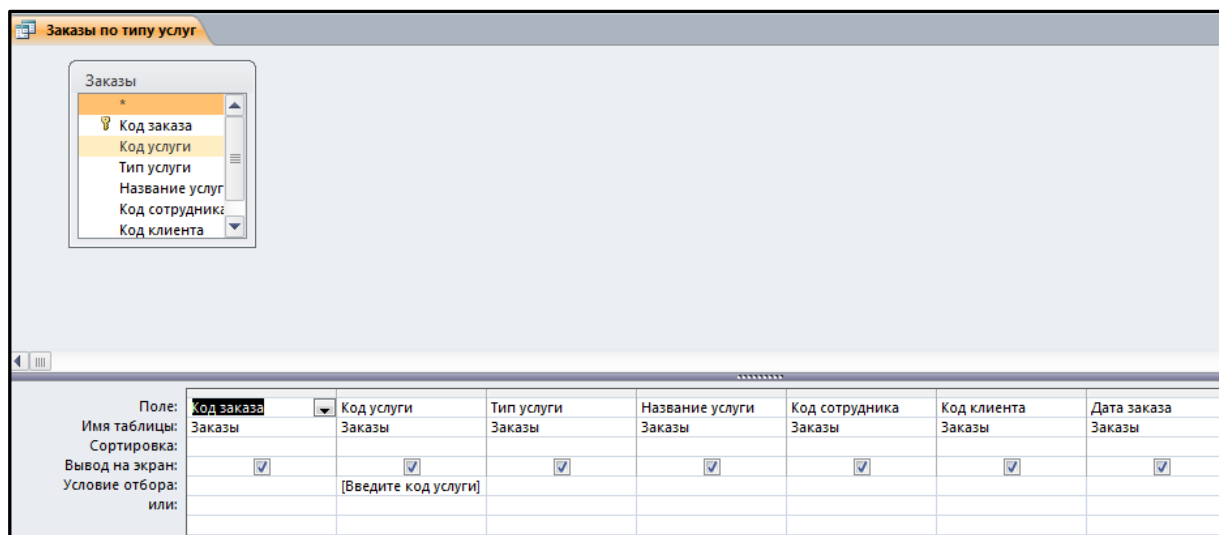 Заказы по типу услуг
Заказы
*
Код заказа
Код услуги
Тип услуги
Название услуг
Код сотрудника
Код клиента
Поле: Код заказа Код услуги Тип услуги Название услуги Код сотрудника Код клиента Дата заказа
Имя таблицы: Заказы Заказы Заказы Заказы Заказы Заказы Заказы
Сортировка:
Вывод на экран:
Условие отбора: [Введите код услуги]
или: